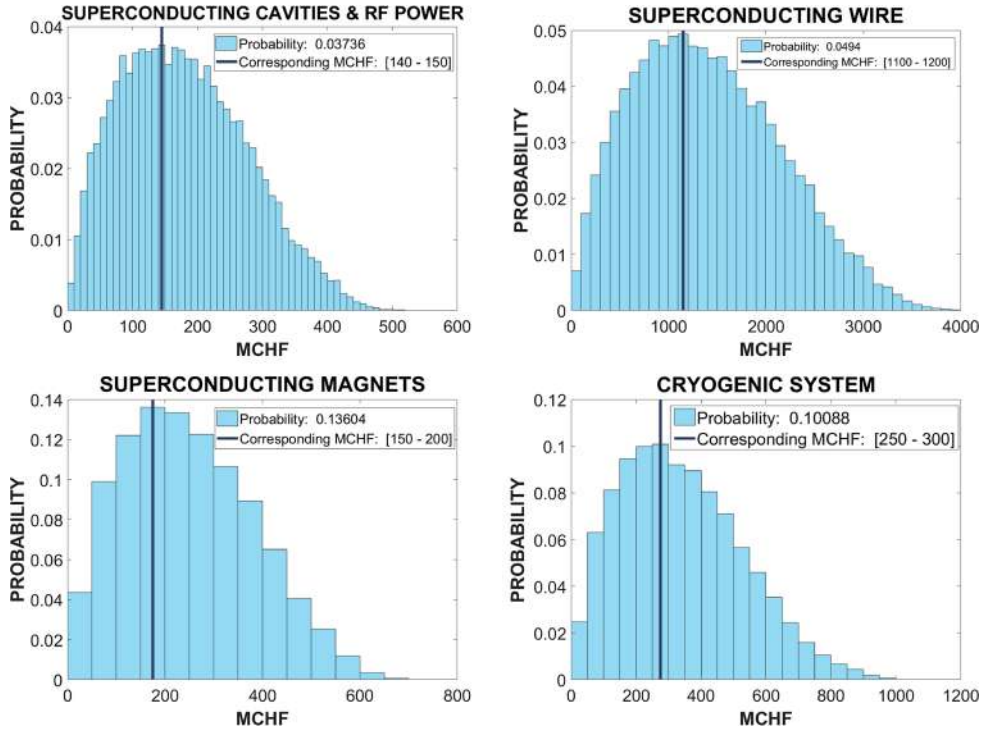 SUPERCONDUCTING CAVITIES & RF POWER
0.04
0.03
0.02
0.01
0
PROBABILITY
Probability: 0.03736
Corresponding MCHF: [140 - 150]
0 100 200 300 400 500 600
MCHF
SUPERCONDUCTING WIRE
0.05
0.04
0.03
0.02
0.01
0
PROBABILITY
Probability: 0.0494
Corresponding MCHF: [1100 - 1200]
0 1000 2000 3000 4000
MCHF
SUPERCONDUCTING MAGNETS
0.14
0.12
0.1
0.08
0.06
0.04
0.02
0
PROBABILITY
Probability: 0.13604
Corresponding MCHF: [150 - 200]
0 200 400 600 800
MCHF
CRYOGENIC SYSTEM
0.12
0.1
0.08
0.06
0.04
0.02
0
PROBABILITY
Probability: 0.10088
Corresponding MCHF: [250 - 300]
0 200 400 600 800 1000 1200
MCHF